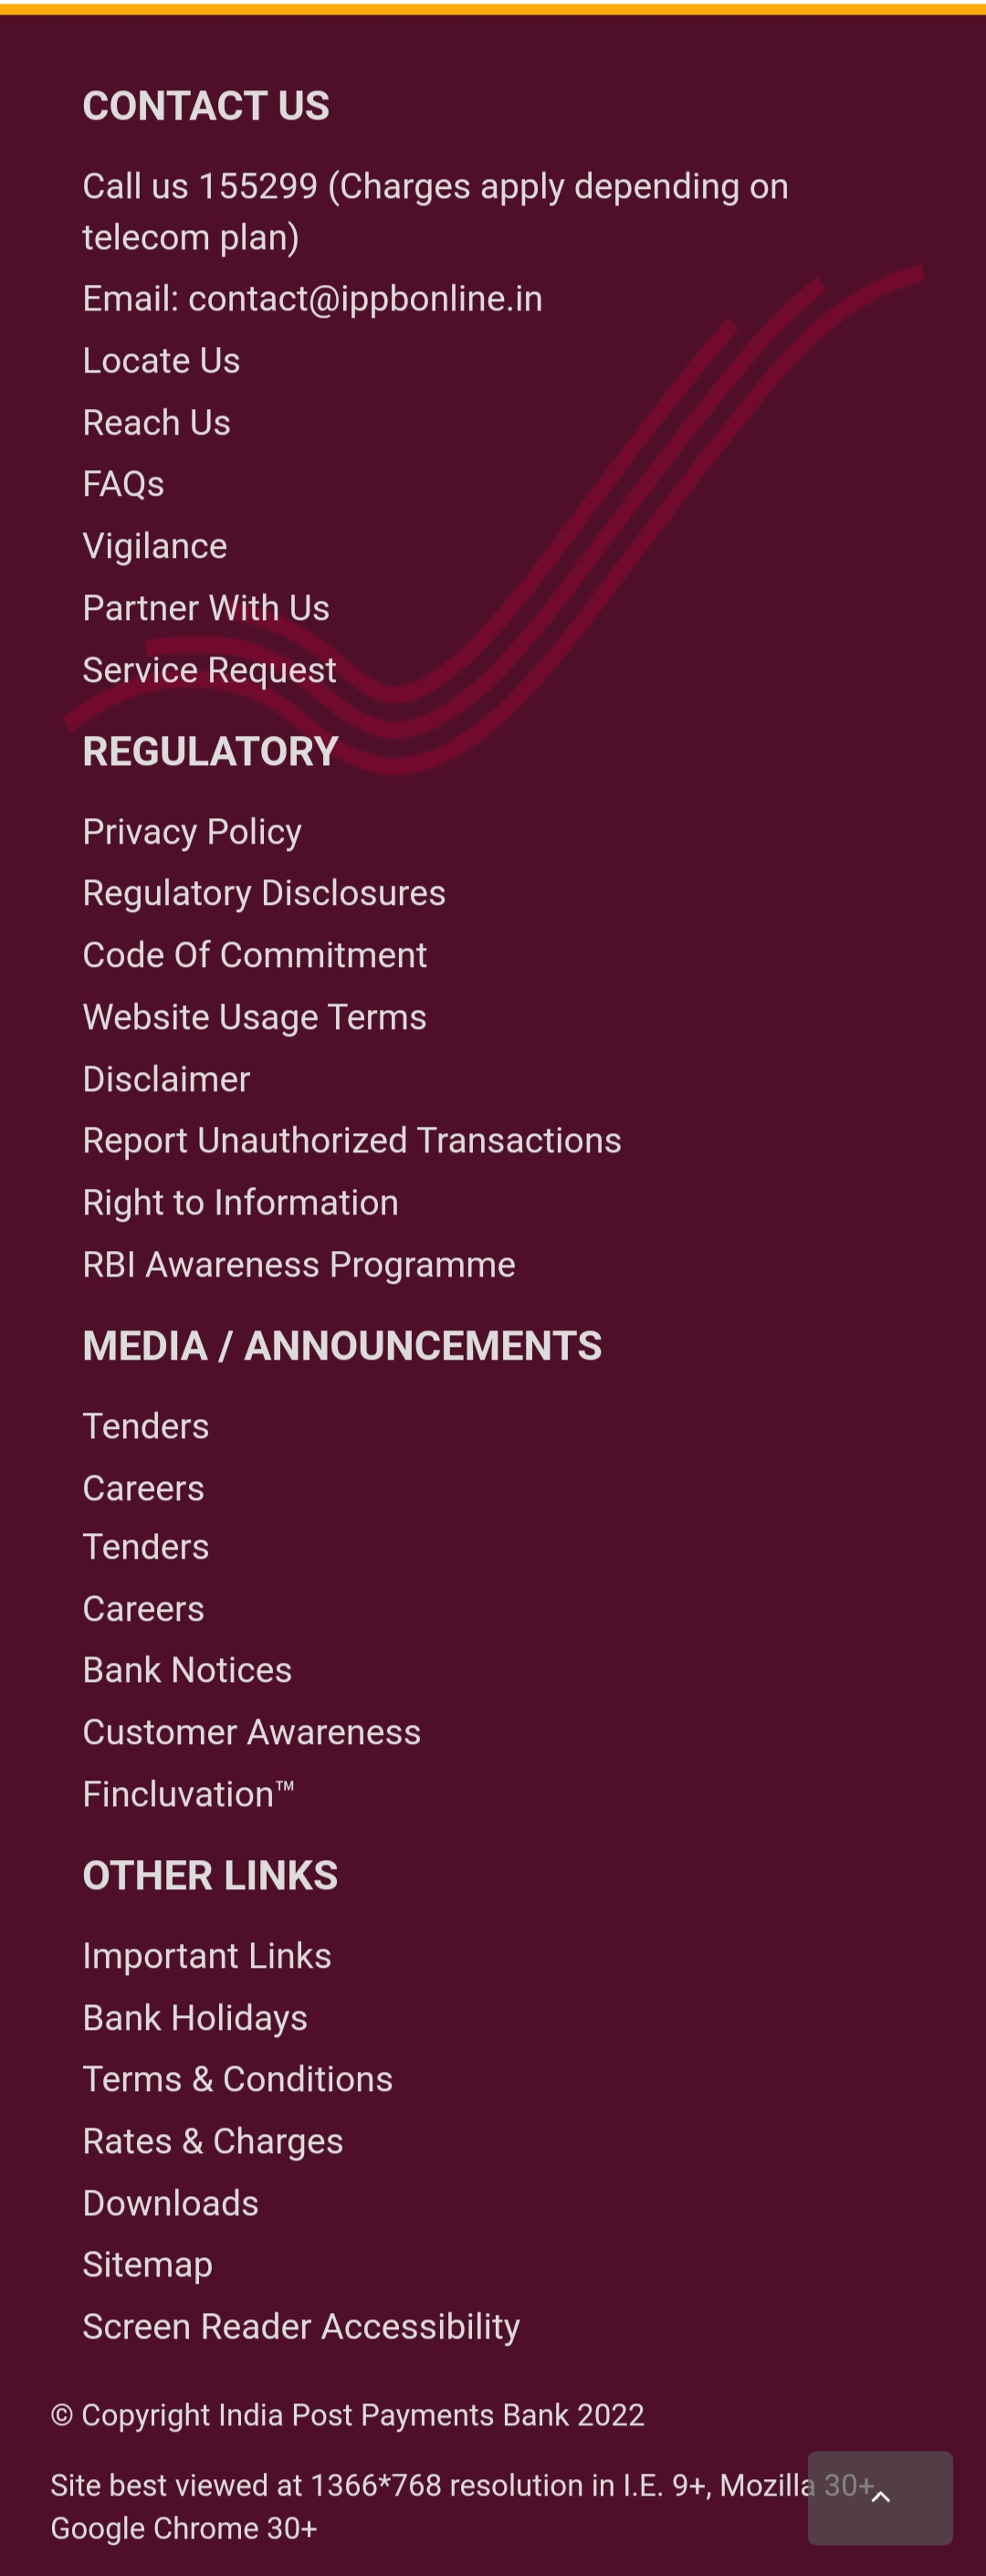 CONTACT US
Call us 155299 (Charges apply depending on
telecom plan)
Email: contact@ippbonline.in
Locate Us
Reach Us
FAQs
Vigilance
Partner With Us
Service Request
REGULATORY
Privacy Policy
Regulatory Disclosures
Code Of Commitment
Website Usage Terms
Disclaimer
Report Unauthorized Transactions
Right to Information
RBI Awareness Programme
MEDIA / ANNOUNCEMENTS
Tenders
Careers
Tenders
Careers
Bank Notices
Customer Awareness
Fincluvation™
OTHER LINKS
Important Links
Bank Holidays
Terms & Conditions
Rates & Charges
Downloads
Sitemap
Screen Reader Accessibility
© Copyright India Post Payments Bank 2022
Site best viewed at 1366*768 resolution in I.E. 9+, Mozilla 30+,
Google Chrome 30+